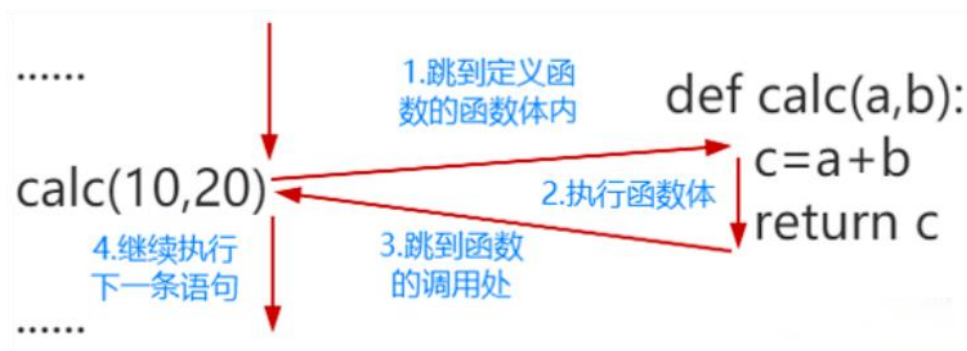 ......
1.跳到定义函
数的函数体内
def calc(a,b):
c=a+b
return c
calc(10,20)
2.执行函数体
3.跳到函数
的调用处
4.继续执行
下一条语句
......